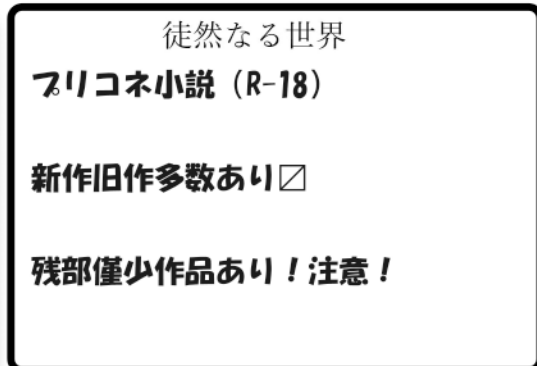 徒然なる世界
プリコネ小説（R-18）
新作旧作多数あり〼
残部僅少作品あり！注意！